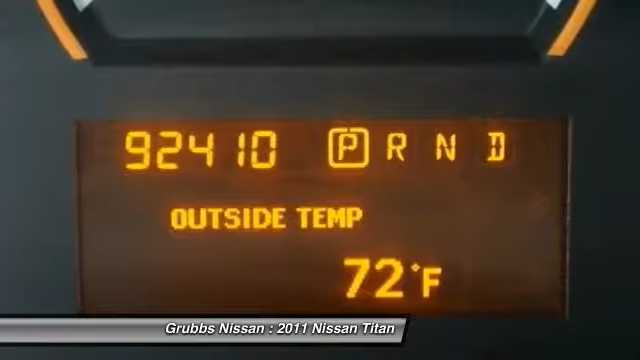 92410 P R N D
OUTSIDE TEMP
72°F
Grubbs Nissan : 2011 Nissan Titan